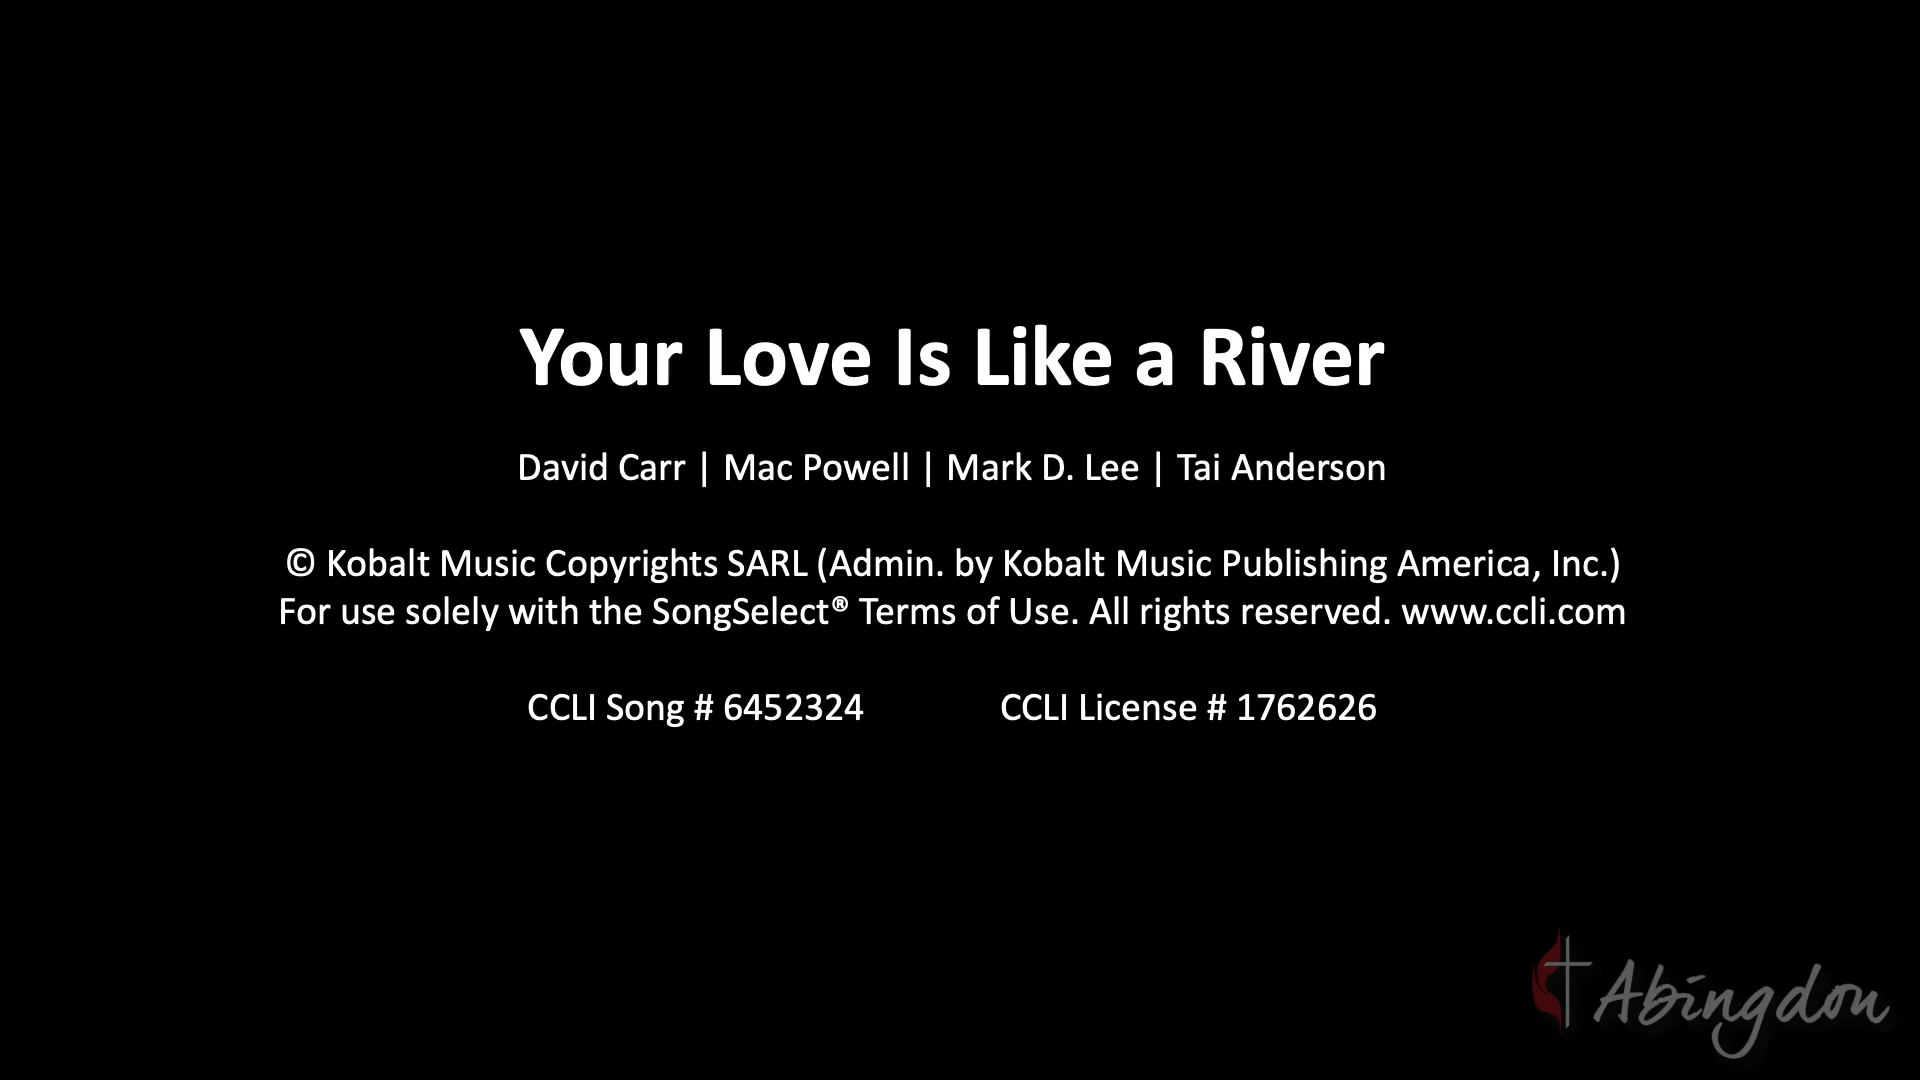 Your Love Is Like a River
David Carr | Mac Powell | Mark D. Lee | Tai Anderson
© Kobalt Music Copyrights SARL (Admin. by Kobalt Music Publishing America, Inc.)
For use solely with the SongSelect® Terms of Use. All rights reserved. www.ccli.com
CCLI Song # 6452324 CCLI License # 1762626
Abingdon